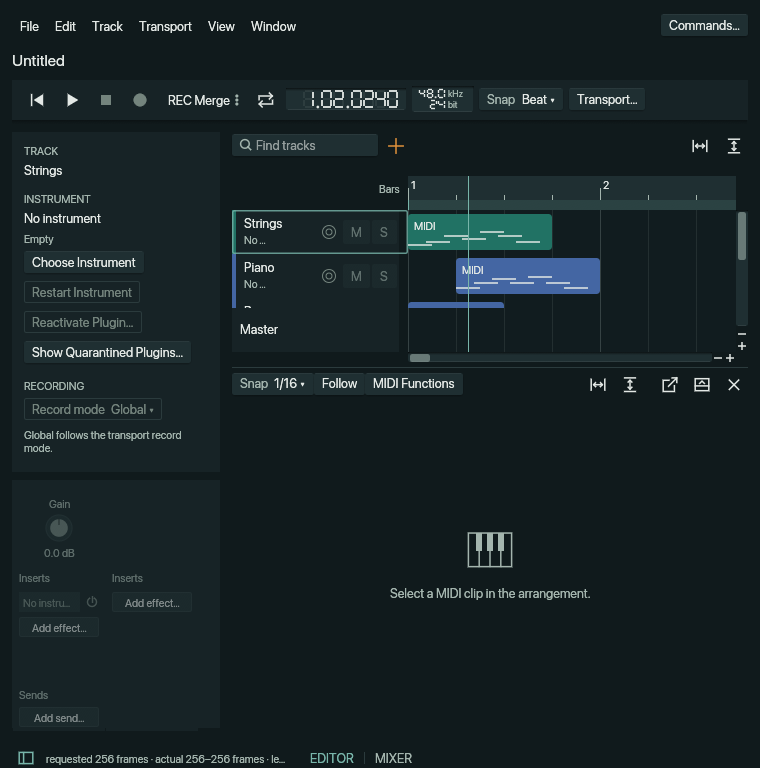 File Edit Track Transport View Window Commands...
Untitled
REC Merge 1.02.0240 48.0 kHz 24 bit Snap Beat Transport...
TRACK
Strings
INSTRUMENT
No instrument
Empty
Choose Instrument
Restart Instrument
Reactivate Plugin...
Show Quarantined Plugins...
RECORDING
Record mode Global
Global follows the transport record
mode.
Gain
0.0 dB
Inserts Inserts
No instru... Add effect...
Add effect...
Sends
Add send...
Find tracks
Bars 1 2
Strings M S MIDI
No ...
Piano M S MIDI
No ...
Master
Snap 1/16 Follow MIDI Functions
Select a MIDI clip in the arrangement.
requested 256 frames · actual 256–256 frames · le... EDITOR MIXER